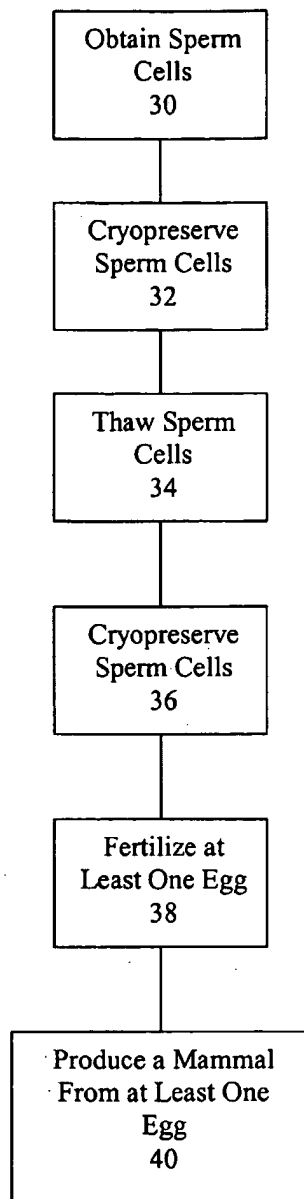 Obtain Sperm
Cells
30
Cryopreserve
Sperm Cells
32
Thaw Sperm
Cells
34
Cryopreserve
Sperm Cells
36
Fertilize at
Least One Egg
38
Produce a Mammal
From at Least One
Egg
40